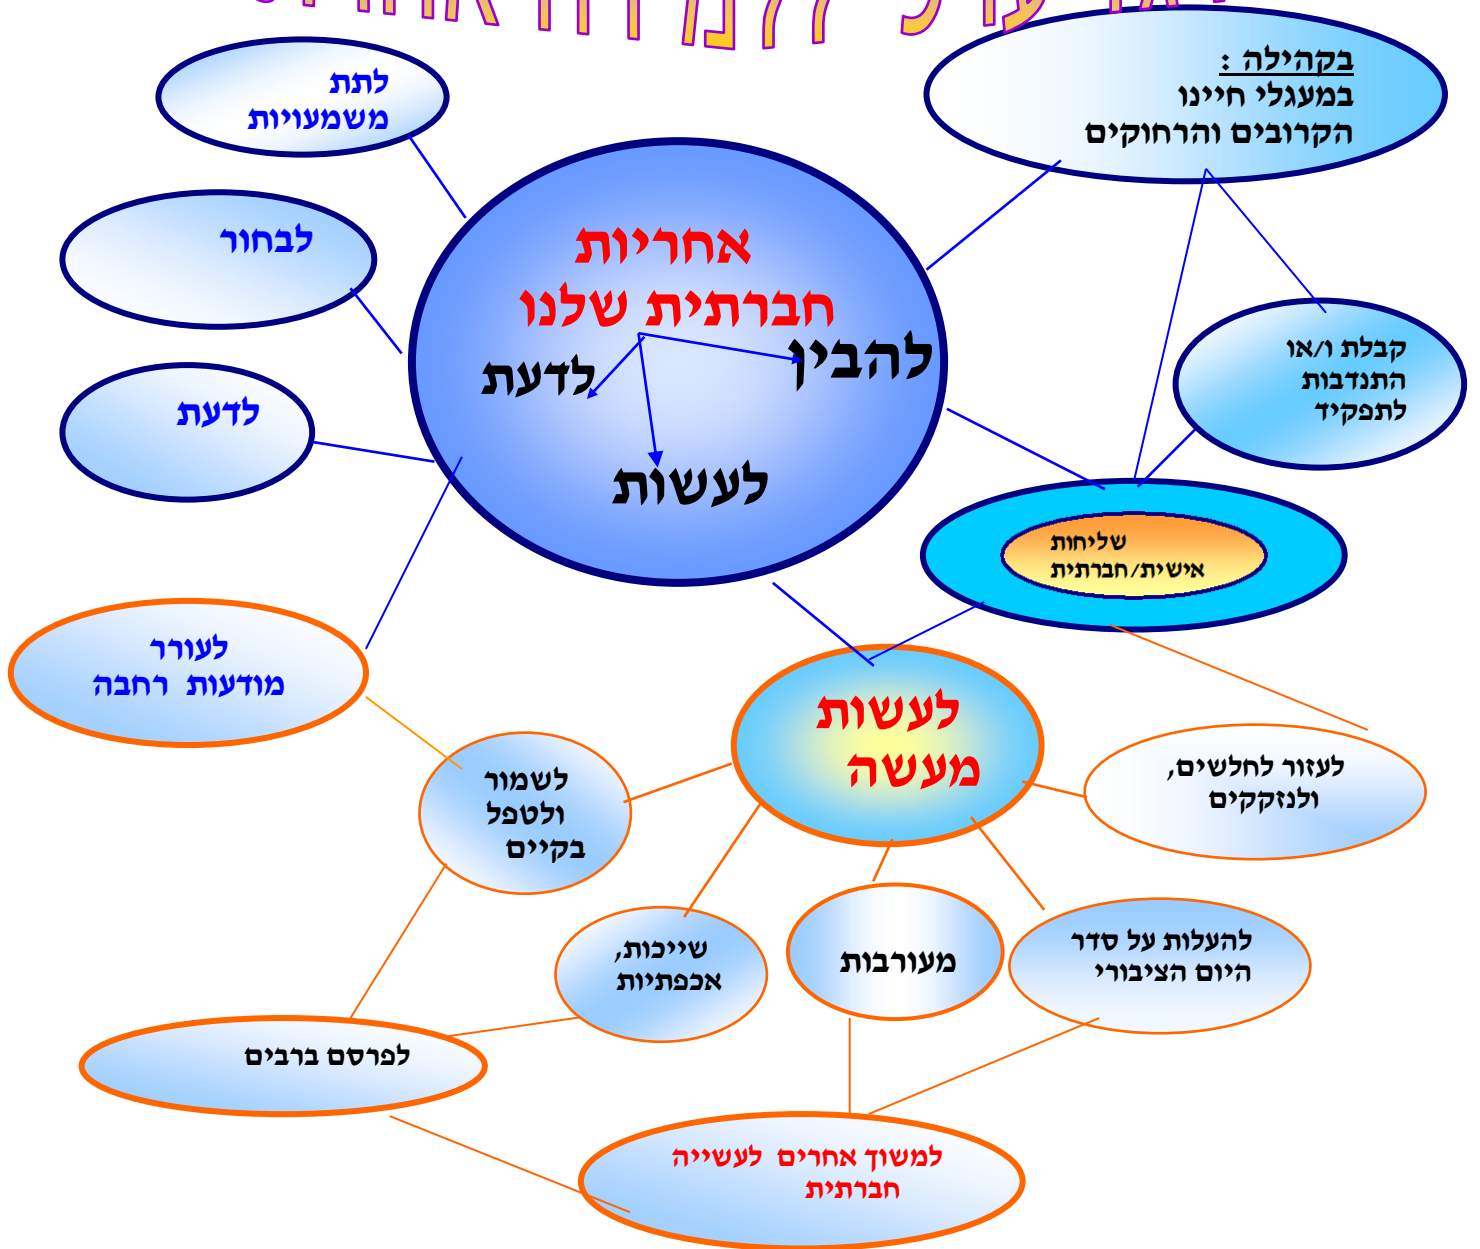 בקהילה :
במעגלי חיינו
הקרובים והרחוקים
לתת
משמעויות
לבחור
לדעת
אחריות
חברתית שלנו
להבין
לדעת
לעשות
קבלת ו/או
התנדבות
לתפקיד
שליחות
אישית/חברתית
לעורר
מודעות רחבה
לעשות
מעשה
לשמור
ולטפל
בקיים
לעזור לחלשים,
ולנזקקים
שייכות,
אכפתיות
מעורבות
להעלות על סדר
היום הציבורי
לפרסם ברבים
למשוך אחרים לעשייה
חברתית